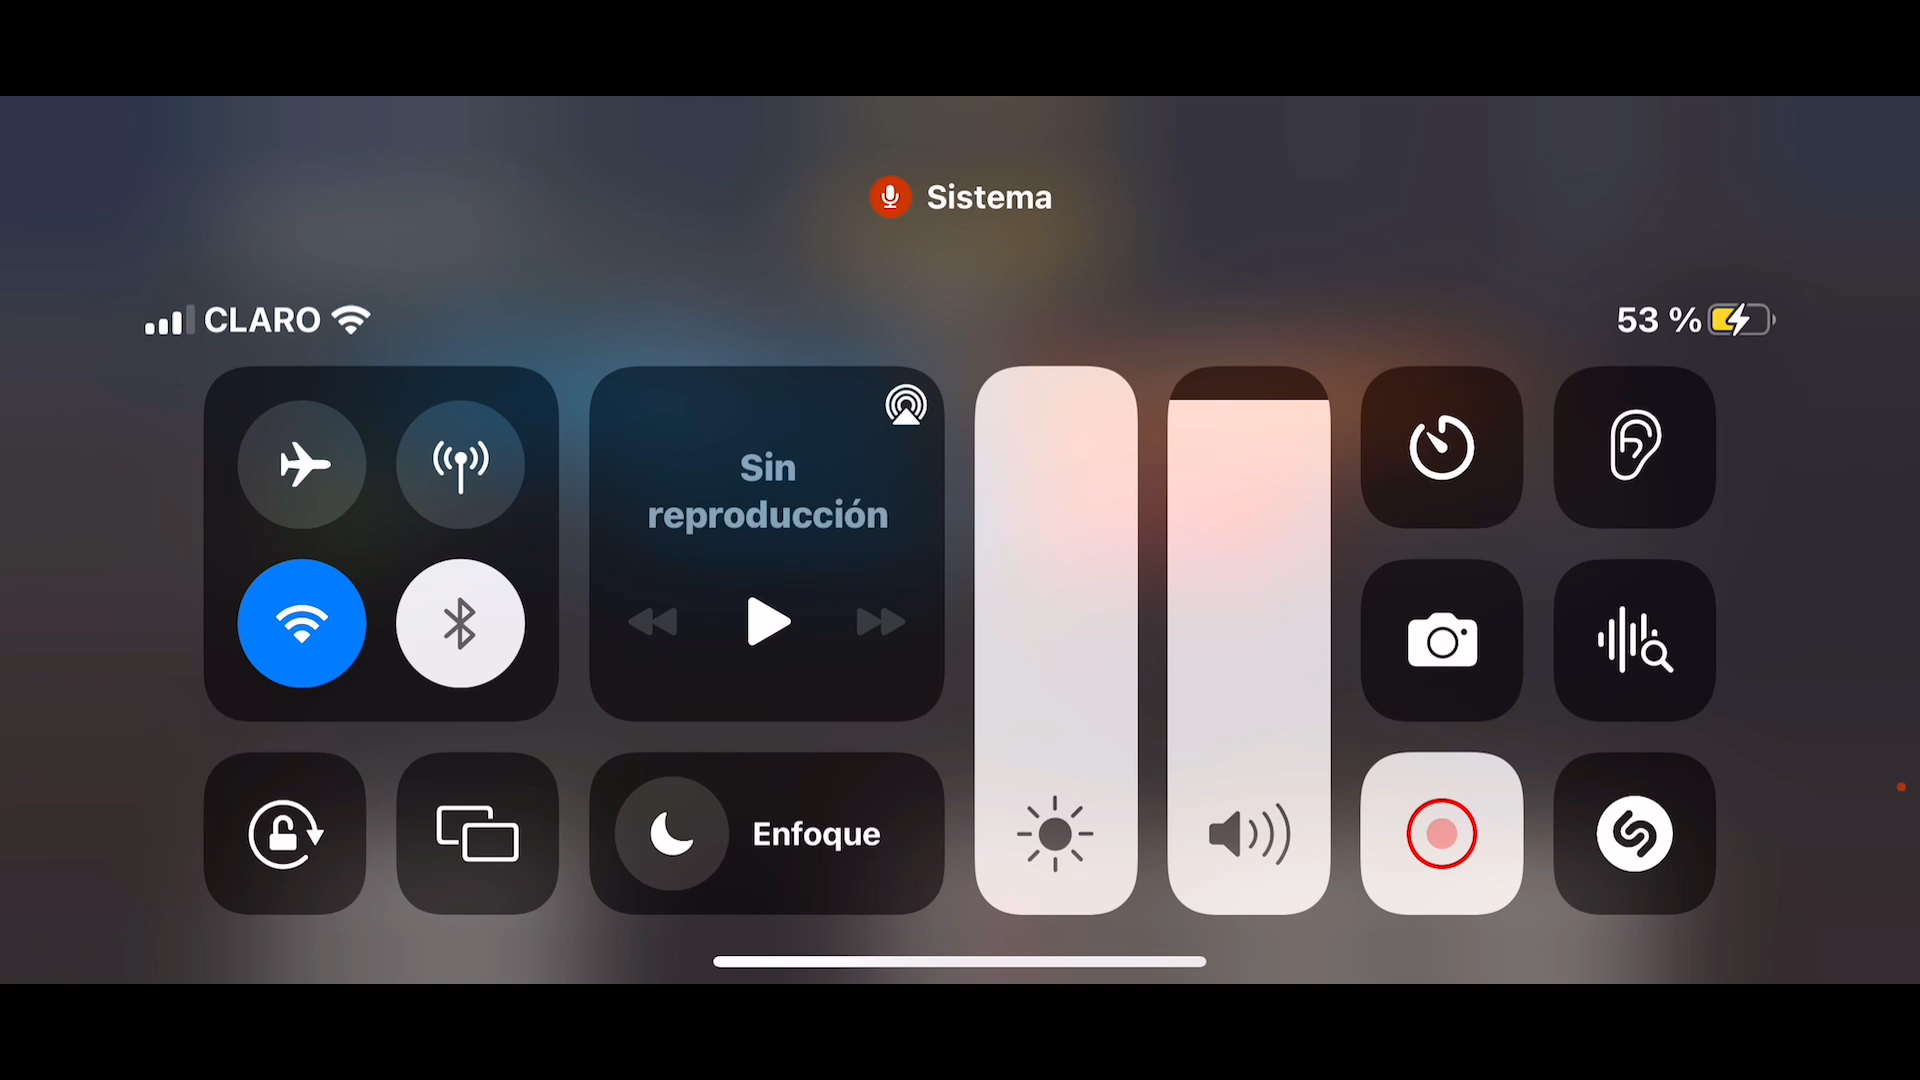 Sistema
CLARO
53 %
Sin
reproducción
Enfoque